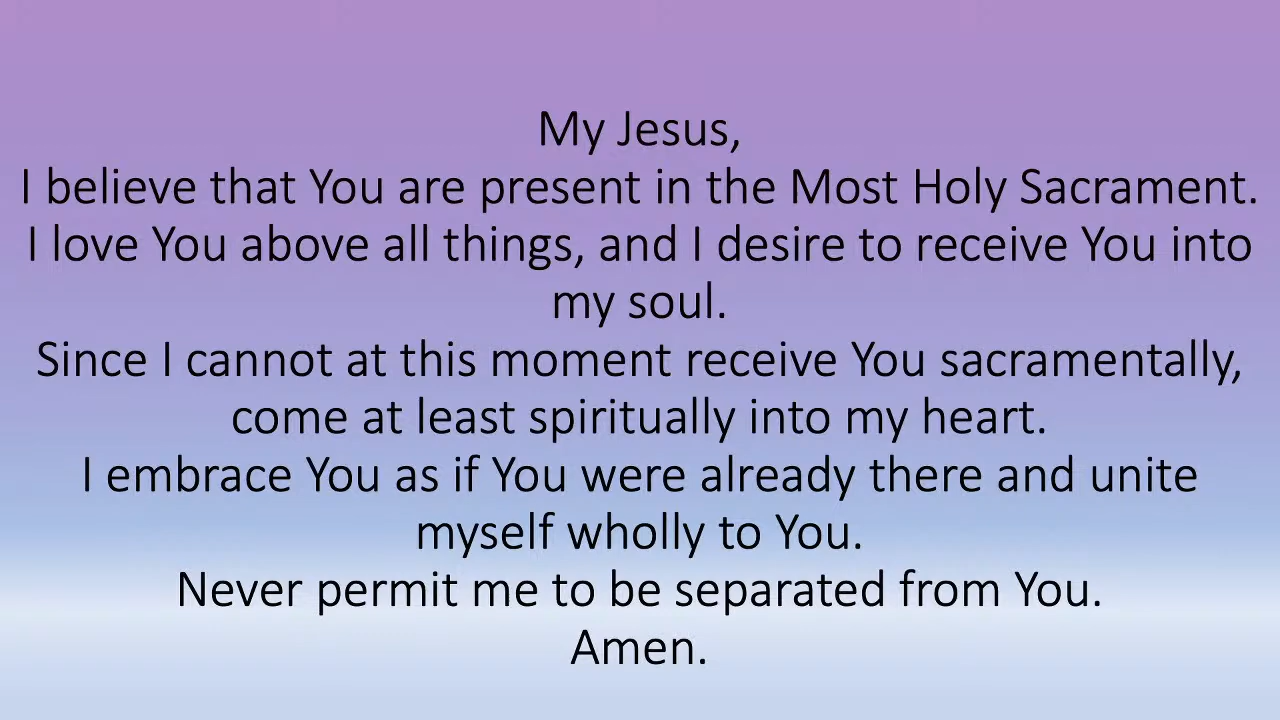 My Jesus,
I believe that You are present in the Most Holy Sacrament.
I love You above all things, and I desire to receive You into
my soul.
Since I cannot at this moment receive You sacramentally,
come at least spiritually into my heart.
I embrace You as if You were already there and unite
myself wholly to You.
Never permit me to be separated from You.
Amen.